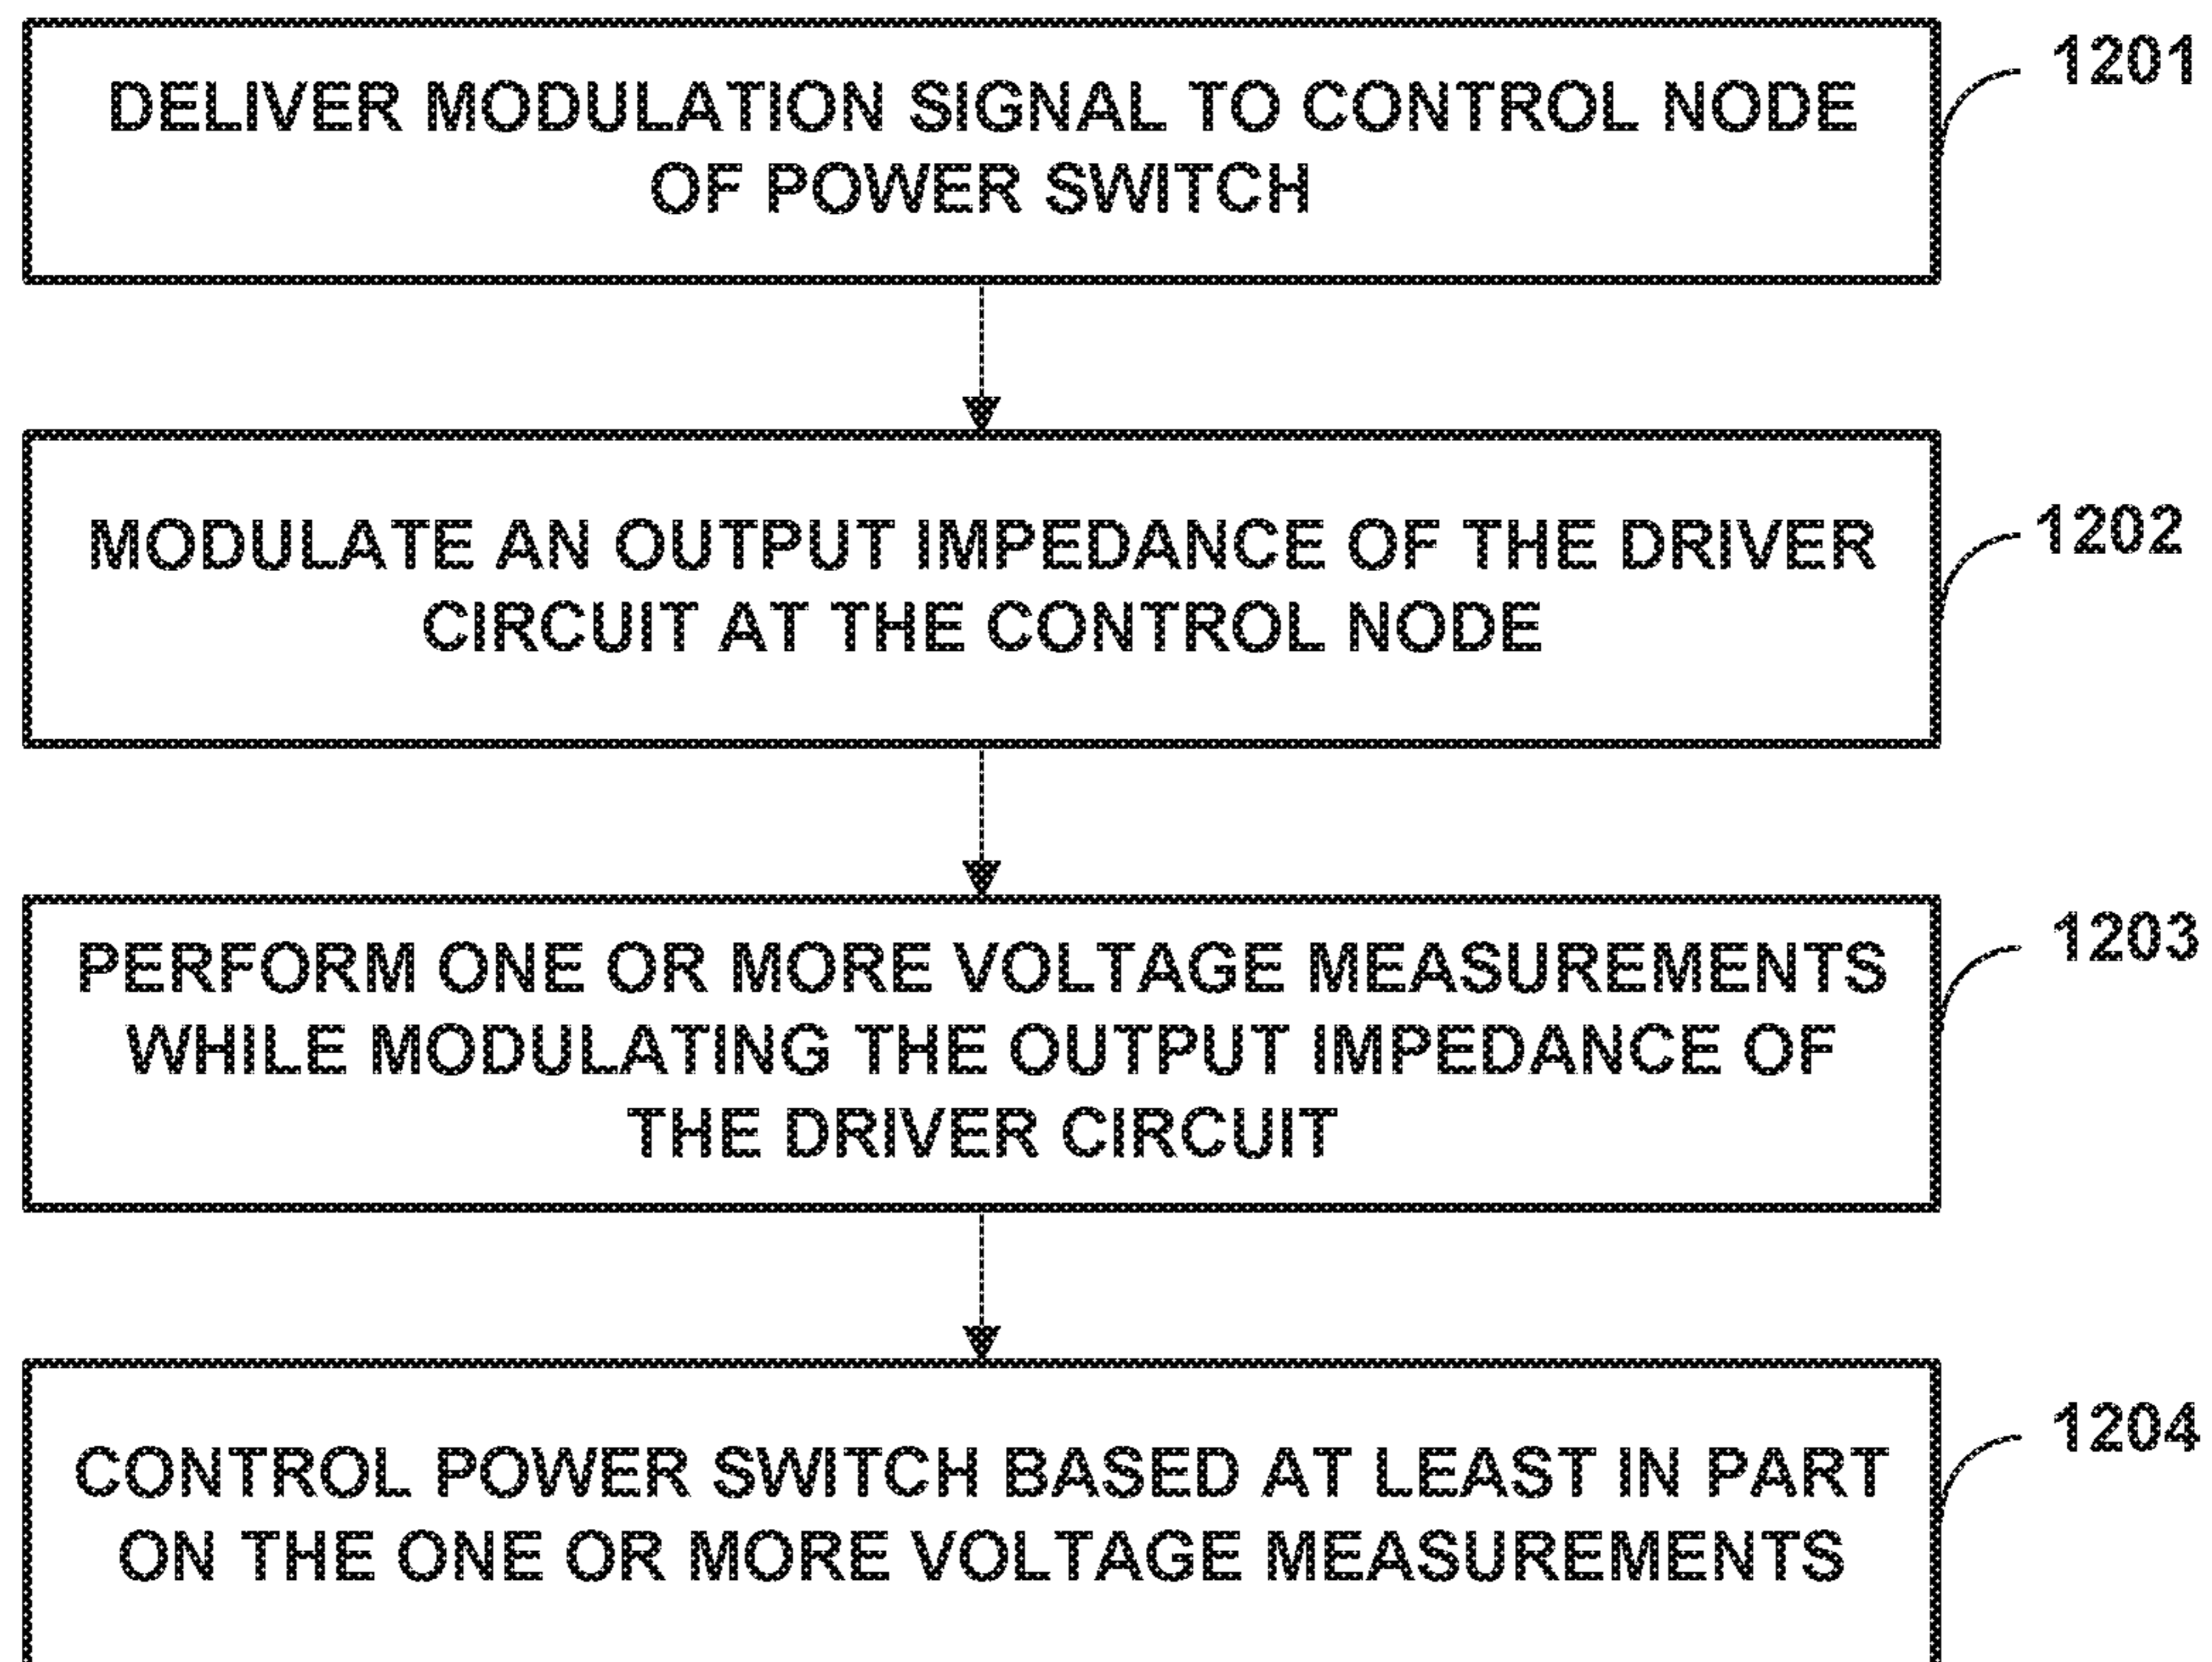 DELIVER MODULATION SIGNAL TO CONTROL NODE
OF POWER SWITCH
1201
MODULATE AN OUTPUT IMPEDANCE OF THE DRIVER
CIRCUIT AT THE CONTROL NODE
1202
PERFORM ONE OR MORE VOLTAGE MEASUREMENTS
WHILE MODULATING THE OUTPUT IMPEDANCE OF
THE DRIVER CIRCUIT
1203
CONTROL POWER SWITCH BASED AT LEAST IN PART
ON THE ONE OR MORE VOLTAGE MEASUREMENTS
1204